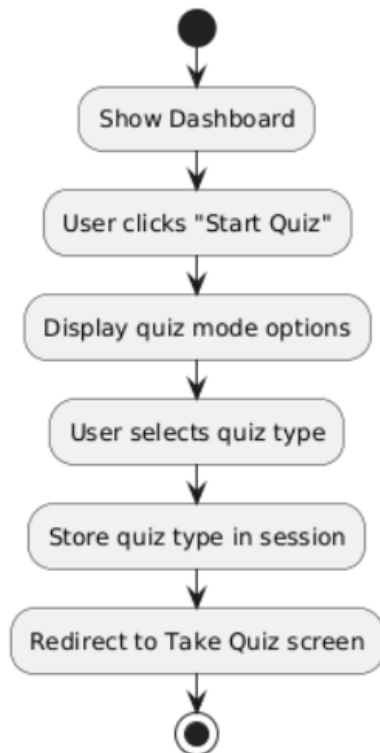 Show Dashboard
User clicks "Start Quiz"
Display quiz mode options
User selects quiz type
Store quiz type in session
Redirect to Take Quiz screen